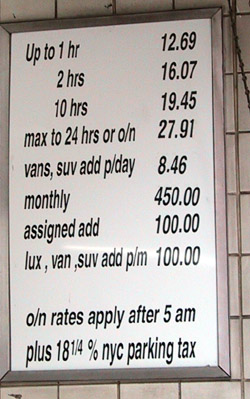 Up to 1 hr 12.69
2 hrs 16.07
10 hrs 19.45
max to 24 hrs or o/n 27.91
vans, suv add p/day 8.46
monthly 450.00
assigned add 100.00
lux , van ,suv add p/m 100.00
o/n rates apply after 5 am
plus 18 1/4 % nyc parking tax